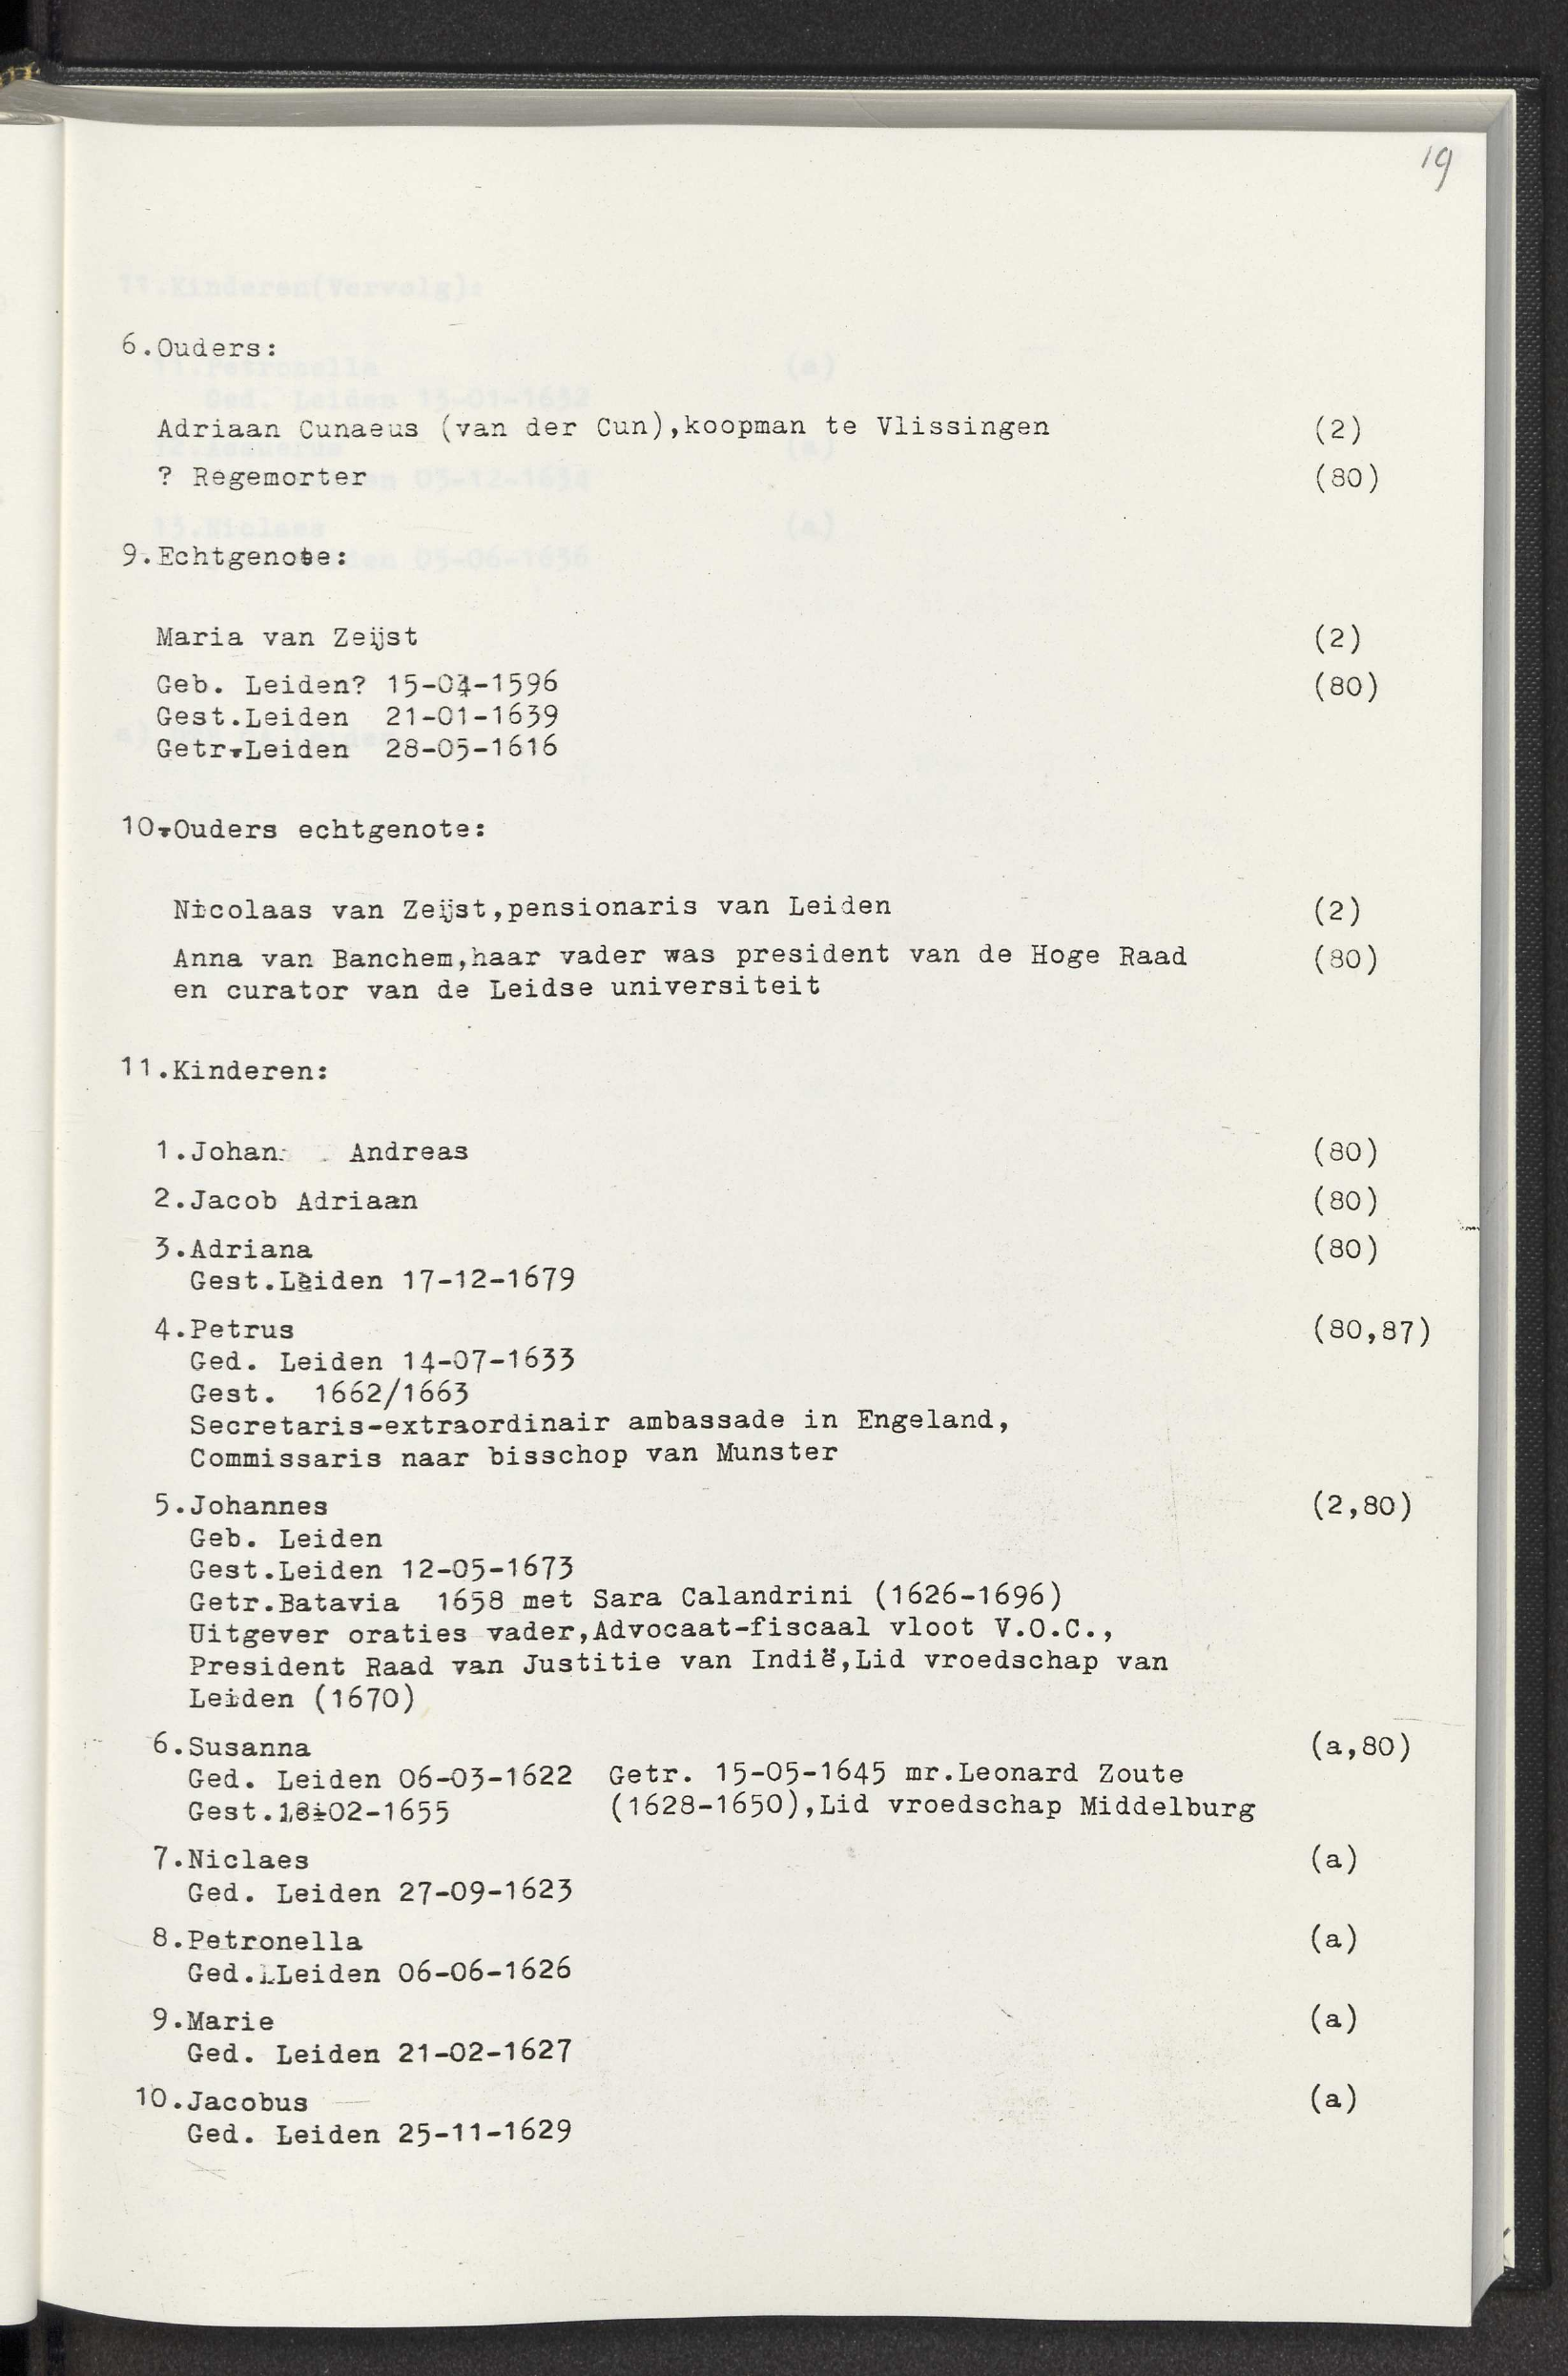 19
6.Ouders:
Adriaan Cunaeus (van der Cun),koopman te Vlissingen (2)
? Regemorter (80)
9.Echtgenote:
Maria van Zeijst (2)
Geb. Leiden? 15-04-1596 (80)
Gest.Leiden 21-01-1639
Getr.Leiden 28-05-1616
10.Ouders echtgenote:
Nicolaas van Zeijst,pensionaris van Leiden (2)
Anna van Banchem,haar vader was president van de Hoge Raad (80)
en curator van de Leidse universiteit
11.Kinderen:
1.Johan Andreas (80)
2.Jacob Adriaan (80)
3.Adriana (80)
Gest.Leiden 17-12-1679
4.Petrus (80,87)
Ged. Leiden 14-07-1633
Gest. 1662/1663
Secretaris-extraordinair ambassade in Engeland,
Commissaris naar bisschop van Munster
5.Johannes (2,80)
Geb. Leiden
Gest.Leiden 12-05-1673
Getr.Batavia 1658 met Sara Calandrini (1626-1696)
Uitgever oraties vader,Advocaat-fiscaal vloot V.O.C.,
President Raad van Justitie van Indië,Lid vroedschap van
Leiden (1670)
6.Susanna (a,80)
Ged. Leiden 06-03-1622 Getr. 15-05-1645 mr.Leonard Zoute
Gest.18-02-1655 (1628-1650),Lid vroedschap Middelburg
7.Niclaes (a)
Ged. Leiden 27-09-1623
8.Petronella (a)
Ged. Leiden 06-06-1626
9.Marie (a)
Ged. Leiden 21-02-1627
10.Jacobus (a)
Ged. Leiden 25-11-1629